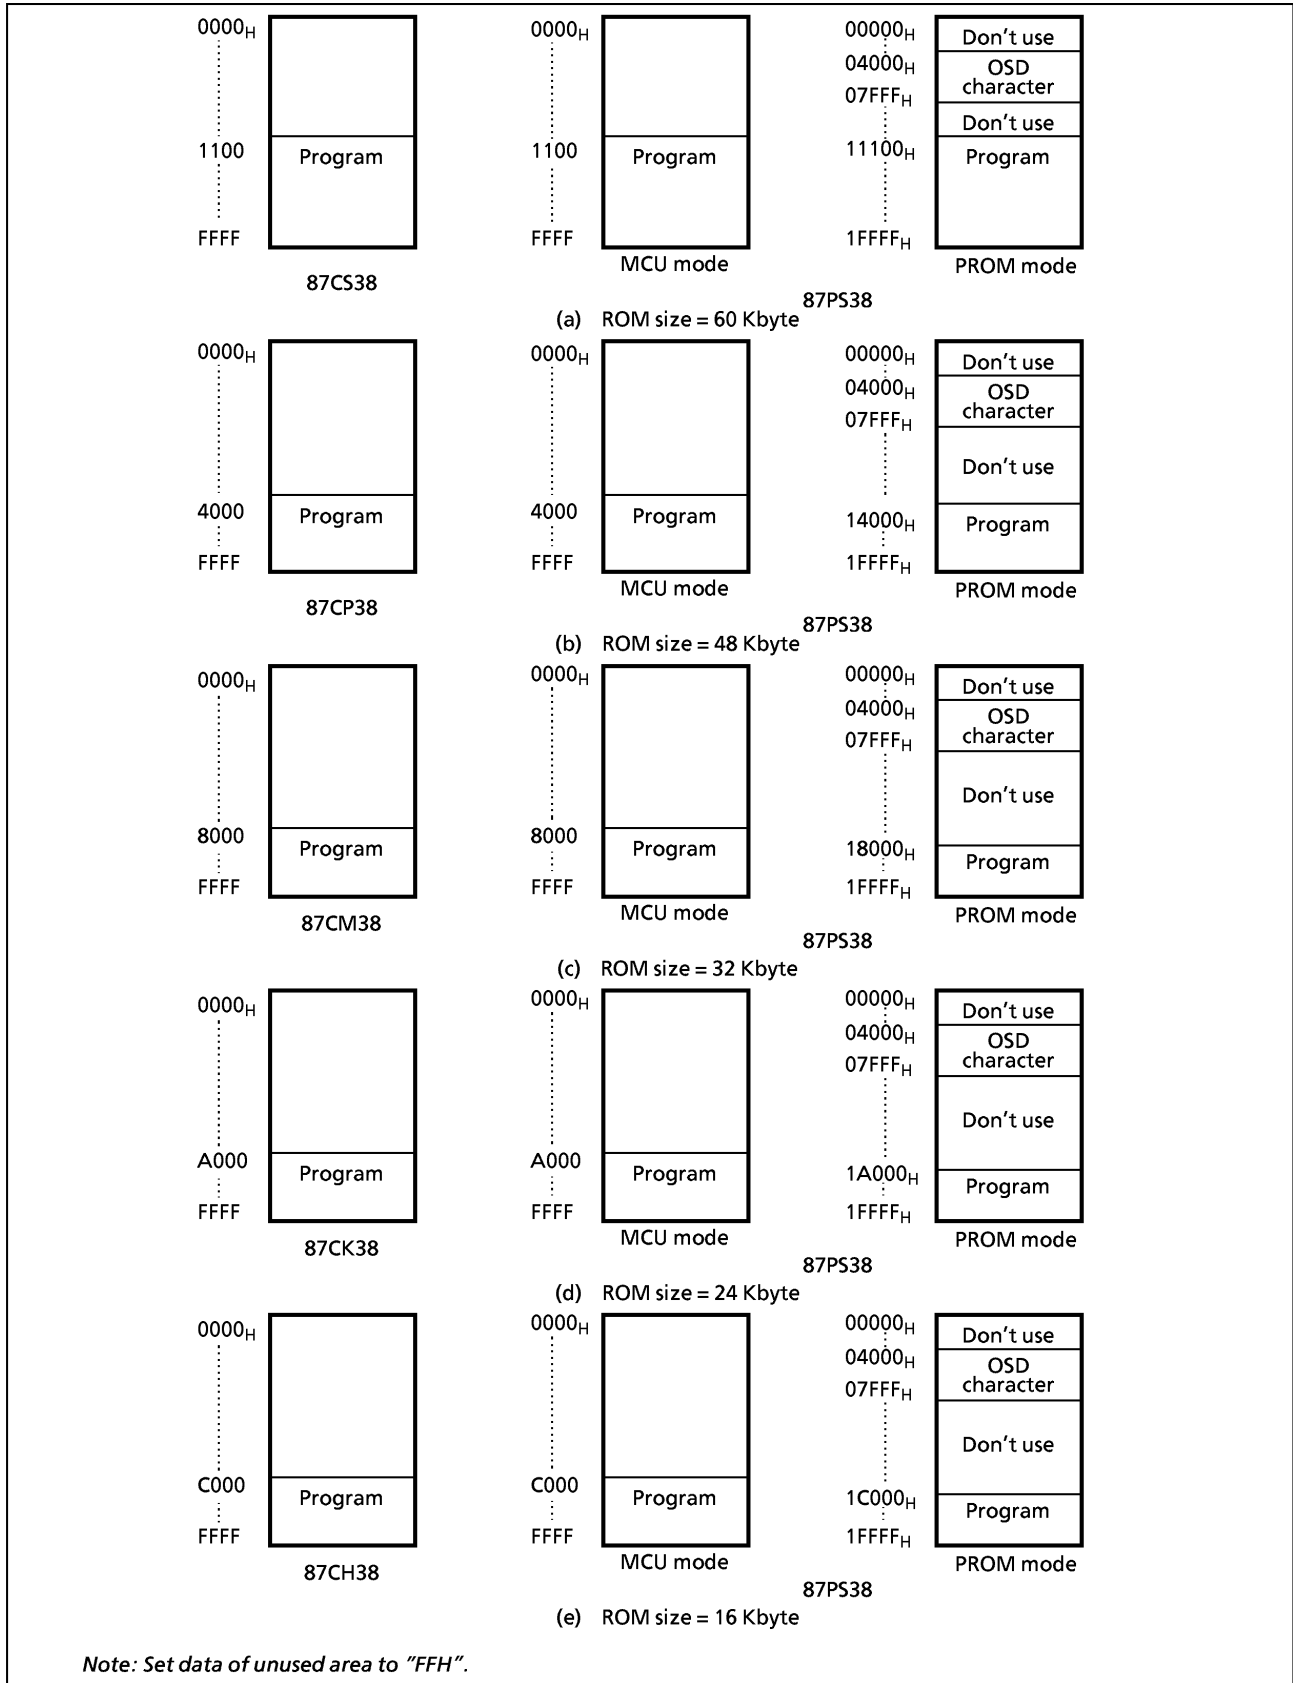 0000H
1100
FFFF
Program
87CS38
0000H
1100
FFFF
Program
MCU mode
00000H
04000H
07FFFH
11100H
1FFFFH
Don't use
OSD
character
Don't use
Program
PROM mode
87PS38
(a) ROM size = 60 Kbyte
0000H
4000
FFFF
Program
87CP38
0000H
4000
FFFF
Program
MCU mode
00000H
04000H
07FFFH
14000H
1FFFFH
Don't use
OSD
character
Don't use
Program
PROM mode
87PS38
(b) ROM size = 48 Kbyte
0000H
8000
FFFF
Program
87CM38
0000H
8000
FFFF
Program
MCU mode
00000H
04000H
07FFFH
18000H
1FFFFH
Don't use
OSD
character
Don't use
Program
PROM mode
87PS38
(c) ROM size = 32 Kbyte
0000H
A000
FFFF
Program
87CK38
0000H
A000
FFFF
Program
MCU mode
00000H
04000H
07FFFH
1A000H
1FFFFH
Don't use
OSD
character
Don't use
Program
PROM mode
87PS38
(d) ROM size = 24 Kbyte
0000H
C000
FFFF
Program
87CH38
0000H
C000
FFFF
Program
MCU mode
00000H
04000H
07FFFH
1C000H
1FFFFH
Don't use
OSD
character
Don't use
Program
PROM mode
87PS38
(e) ROM size = 16 Kbyte
Note: Set data of unused area to "FFH".